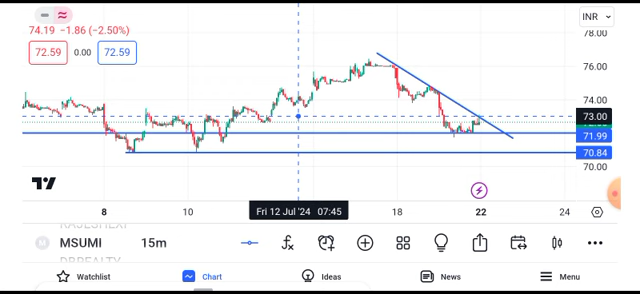 INR
78.00
74.19 −1.86 (−2.50%)
72.59 0.00 72.59
76.00
74.00
73.00
71.99
70.84
70.00
8 10 Fri 12 Jul '24 07:45 18 22 24
MSUMI 15m
DBREALTY
Watchlist Chart Ideas News Menu